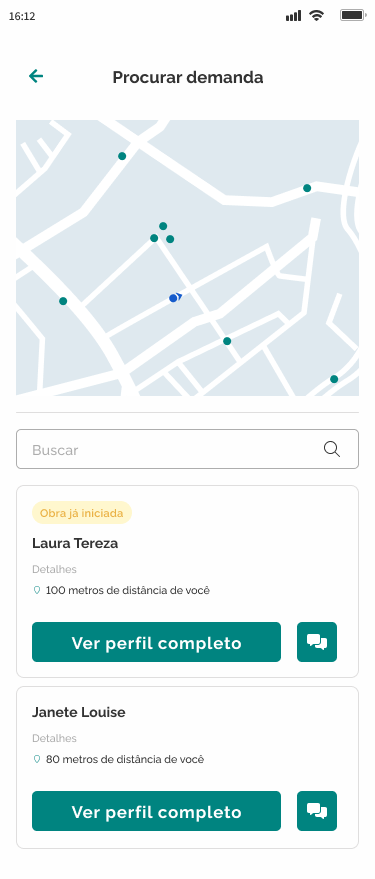 16:12
Procurar demanda
Buscar
Obra já iniciada
Laura Tereza
Detalhes
100 metros de distância de você
Ver perfil completo
Janete Louise
Detalhes
80 metros de distância de você
Ver perfil completo